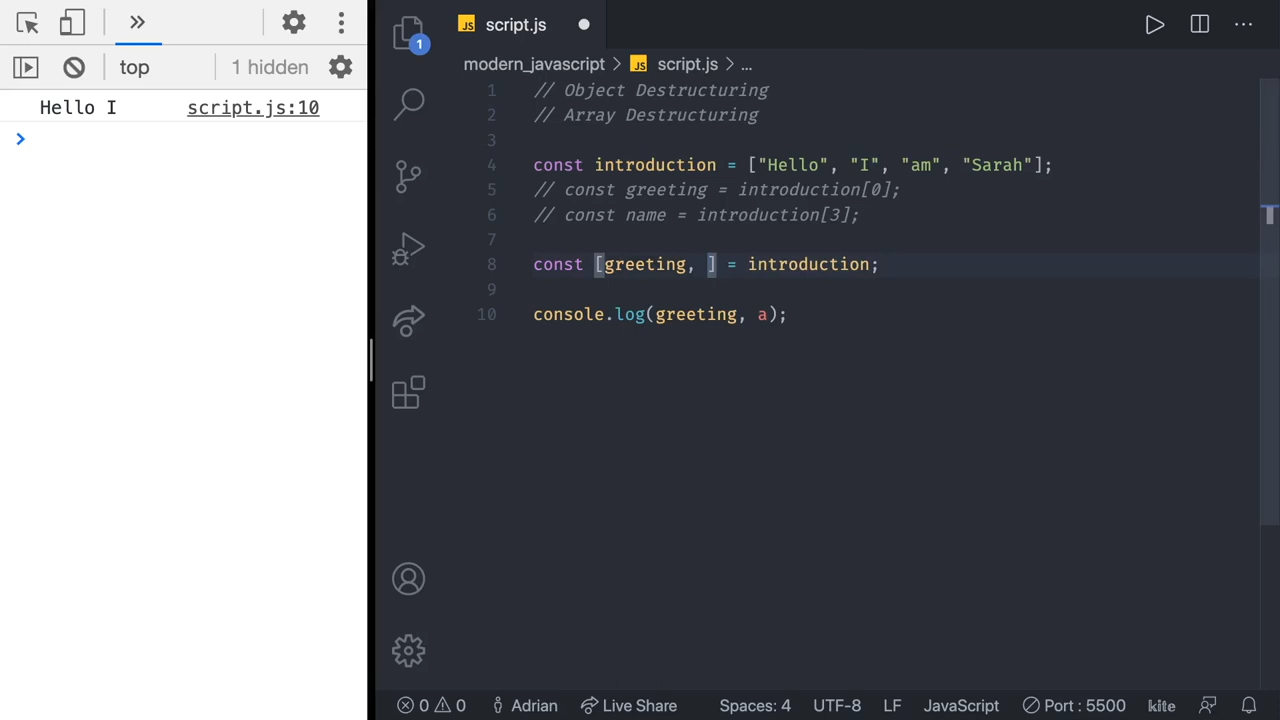 top
1 hidden
Hello I script.js:10
>
JS script.js
1
modern_javascript > JS script.js > ...
1 // Object Destructuring
2 // Array Destructuring
3
4 const introduction = ["Hello", "I", "am", "Sarah"];
5 // const greeting = introduction[0];
6 // const name = introduction[3];
7
8 const [greeting, ] = introduction;
9
10 console.log(greeting, a);
0 0 Adrian Live Share Spaces: 4 UTF-8 LF JavaScript Port : 5500 kite